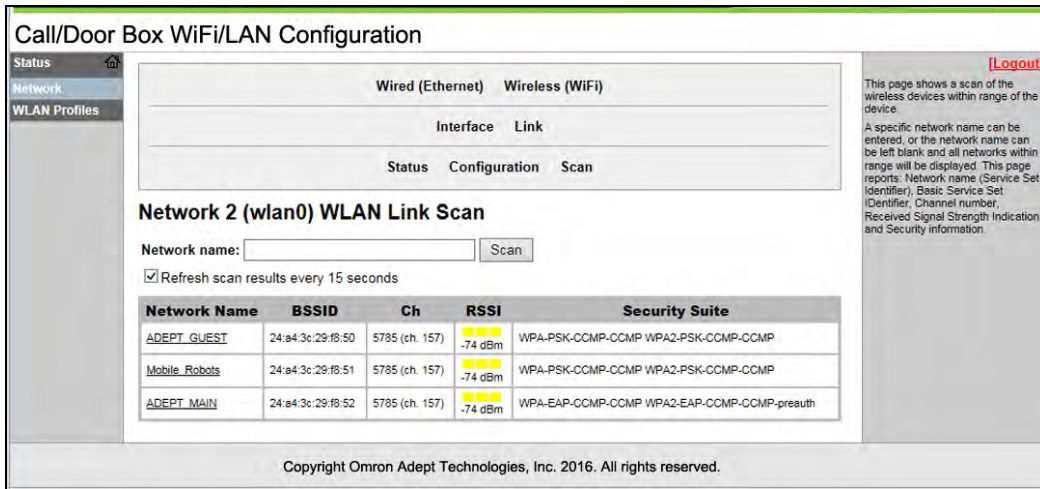 Call/Door Box WiFi/LAN Configuration
Status
Network
WLAN Profiles
Wired (Ethernet) Wireless (WiFi)
Interface Link
Status Configuration Scan
Network 2 (wlan0) WLAN Link Scan
Network name: Scan
Refresh scan results every 15 seconds
Network Name BSSID Ch RSSI Security Suite
ADEPT_GUEST 24:a4:3c:29:f8:50 5785 (ch. 157) -74 dBm WPA-PSK-CCMP-CCMP WPA2-PSK-CCMP-CCMP
Mobile_Robots 24:a4:3c:29:f8:51 5785 (ch. 157) -74 dBm WPA-PSK-CCMP-CCMP WPA2-PSK-CCMP-CCMP
ADEPT_MAIN 24:a4:3c:29:f8:52 5785 (ch. 157) -74 dBm WPA-EAP-CCMP-CCMP WPA2-EAP-CCMP-CCMP-preauth
[Logout
This page shows a scan of the
wireless devices within range of the
device.
A specific network name can be
entered, or the network name can
be left blank and all networks within
range will be displayed. This page
reports: Network name (Service Set
Identifier), Basic Service Set
IDentifier, Channel number,
Received Signal Strength Indication
and Security information.
Copyright Omron Adept Technologies, Inc. 2016. All rights reserved.